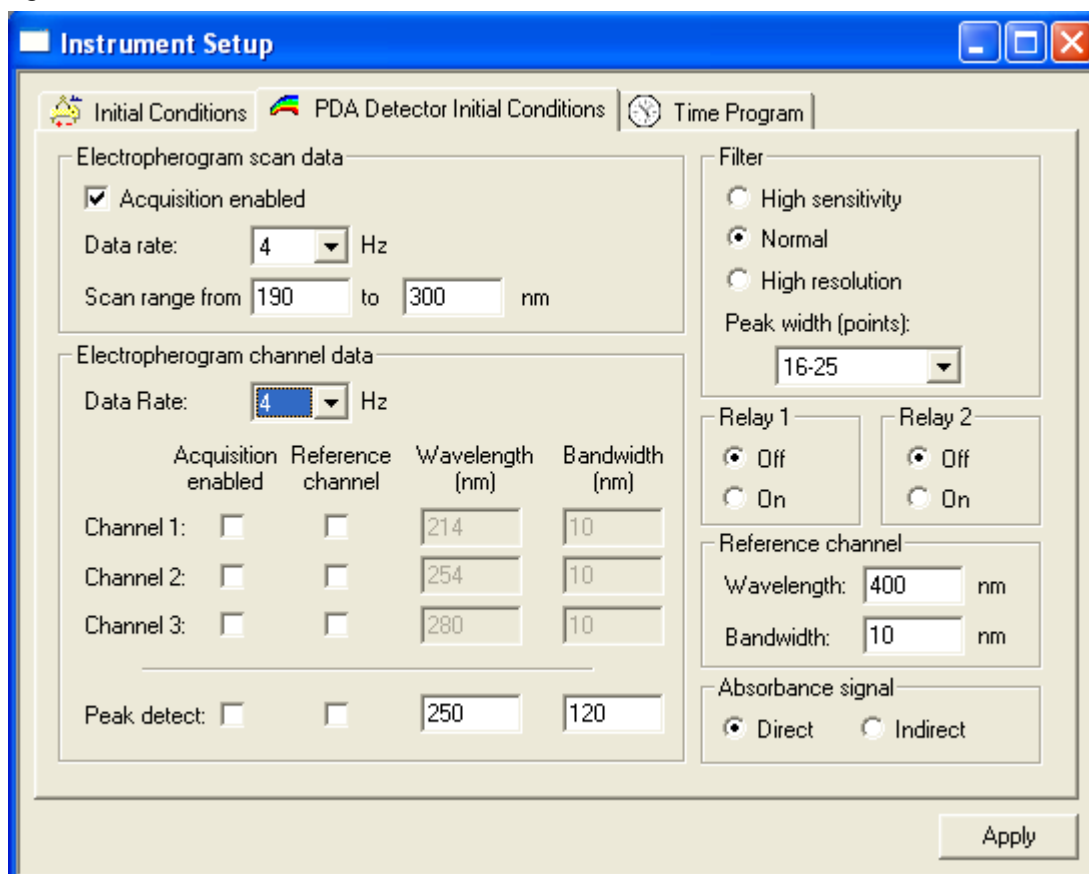 Instrument Setup
Initial Conditions
PDA Detector Initial Conditions
Time Program
Electropherogram scan data
Acquisition enabled
Data rate: 4 Hz
Scan range from 190 to 300 nm
Electropherogram channel data
Data Rate: 4 Hz
Acquisition enabled
Reference channel
Wavelength (nm)
Bandwidth (nm)
Channel 1: 214 10
Channel 2: 254 10
Channel 3: 280 10
Peak detect: 250 120
Filter
High sensitivity
Normal
High resolution
Peak width (points):
16-25
Relay 1
Off
On
Relay 2
Off
On
Reference channel
Wavelength: 400 nm
Bandwidth: 10 nm
Absorbance signal
Direct
Indirect
Apply